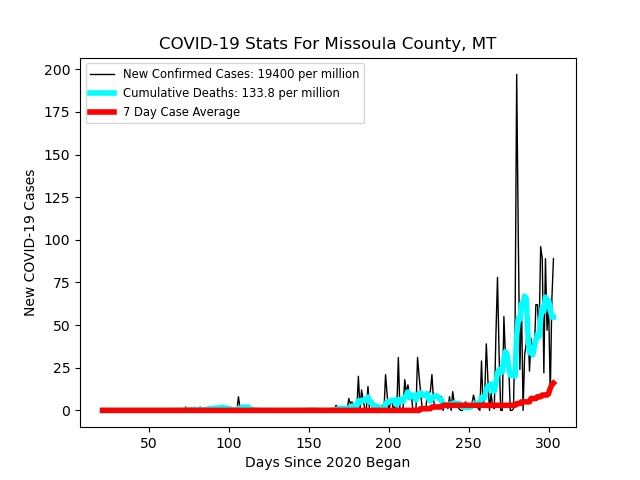 COVID-19 Stats For Missoula County, MT
New Confirmed Cases: 19400 per million
Cumulative Deaths: 133.8 per million
7 Day Case Average
200
175
150
125
100
75
50
25
0
New COVID-19 Cases
50
100
150
200
250
300
Days Since 2020 Began